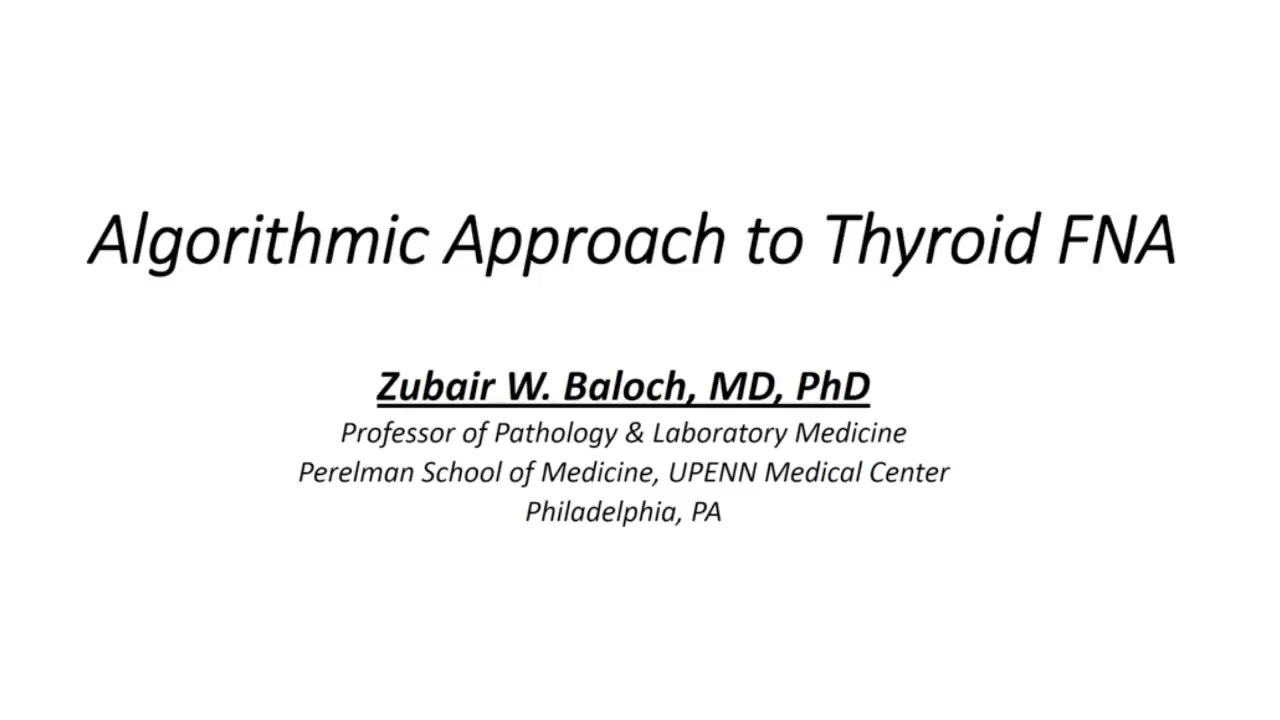 Algorithmic Approach to Thyroid FNA
Zubair W. Baloch, MD, PhD
Professor of Pathology & Laboratory Medicine
Perelman School of Medicine, UPENN Medical Center
Philadelphia, PA